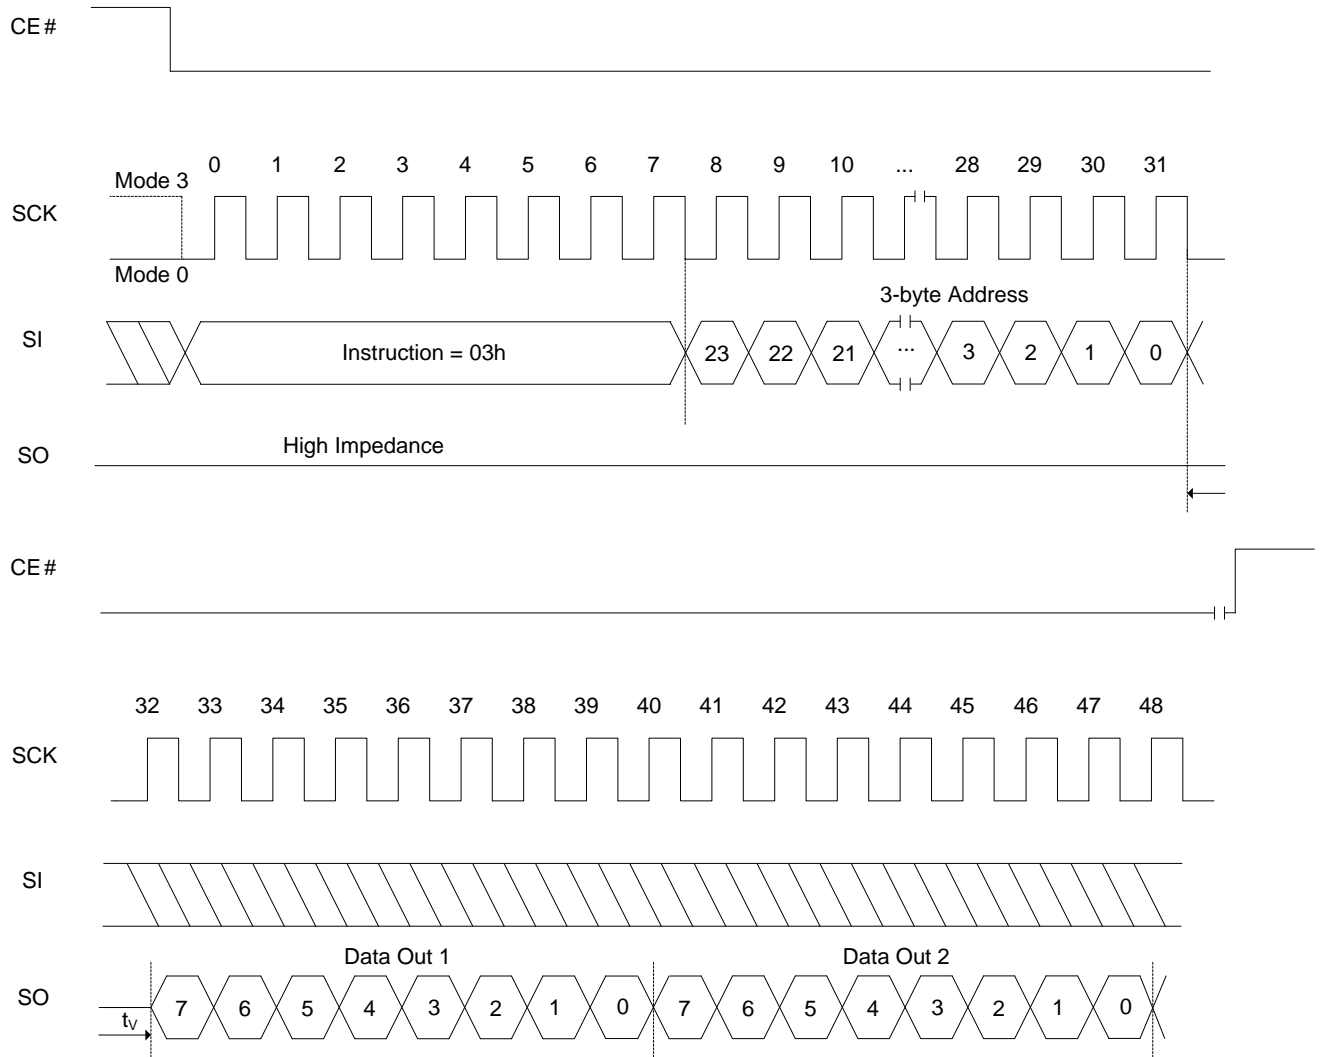 CE#
0 1 2 3 4 5 6 7 8 9 10 ... 28 29 30 31
Mode 3
SCK
Mode 0
3-byte Address
SI
Instruction = 03h 23 22 21 ... 3 2 1 0
High Impedance
SO
CE#
32 33 34 35 36 37 38 39 40 41 42 43 44 45 46 47 48
SCK
SI
Data Out 1 Data Out 2
SO
7 6 5 4 3 2 1 0 7 6 5 4 3 2 1 0
tV